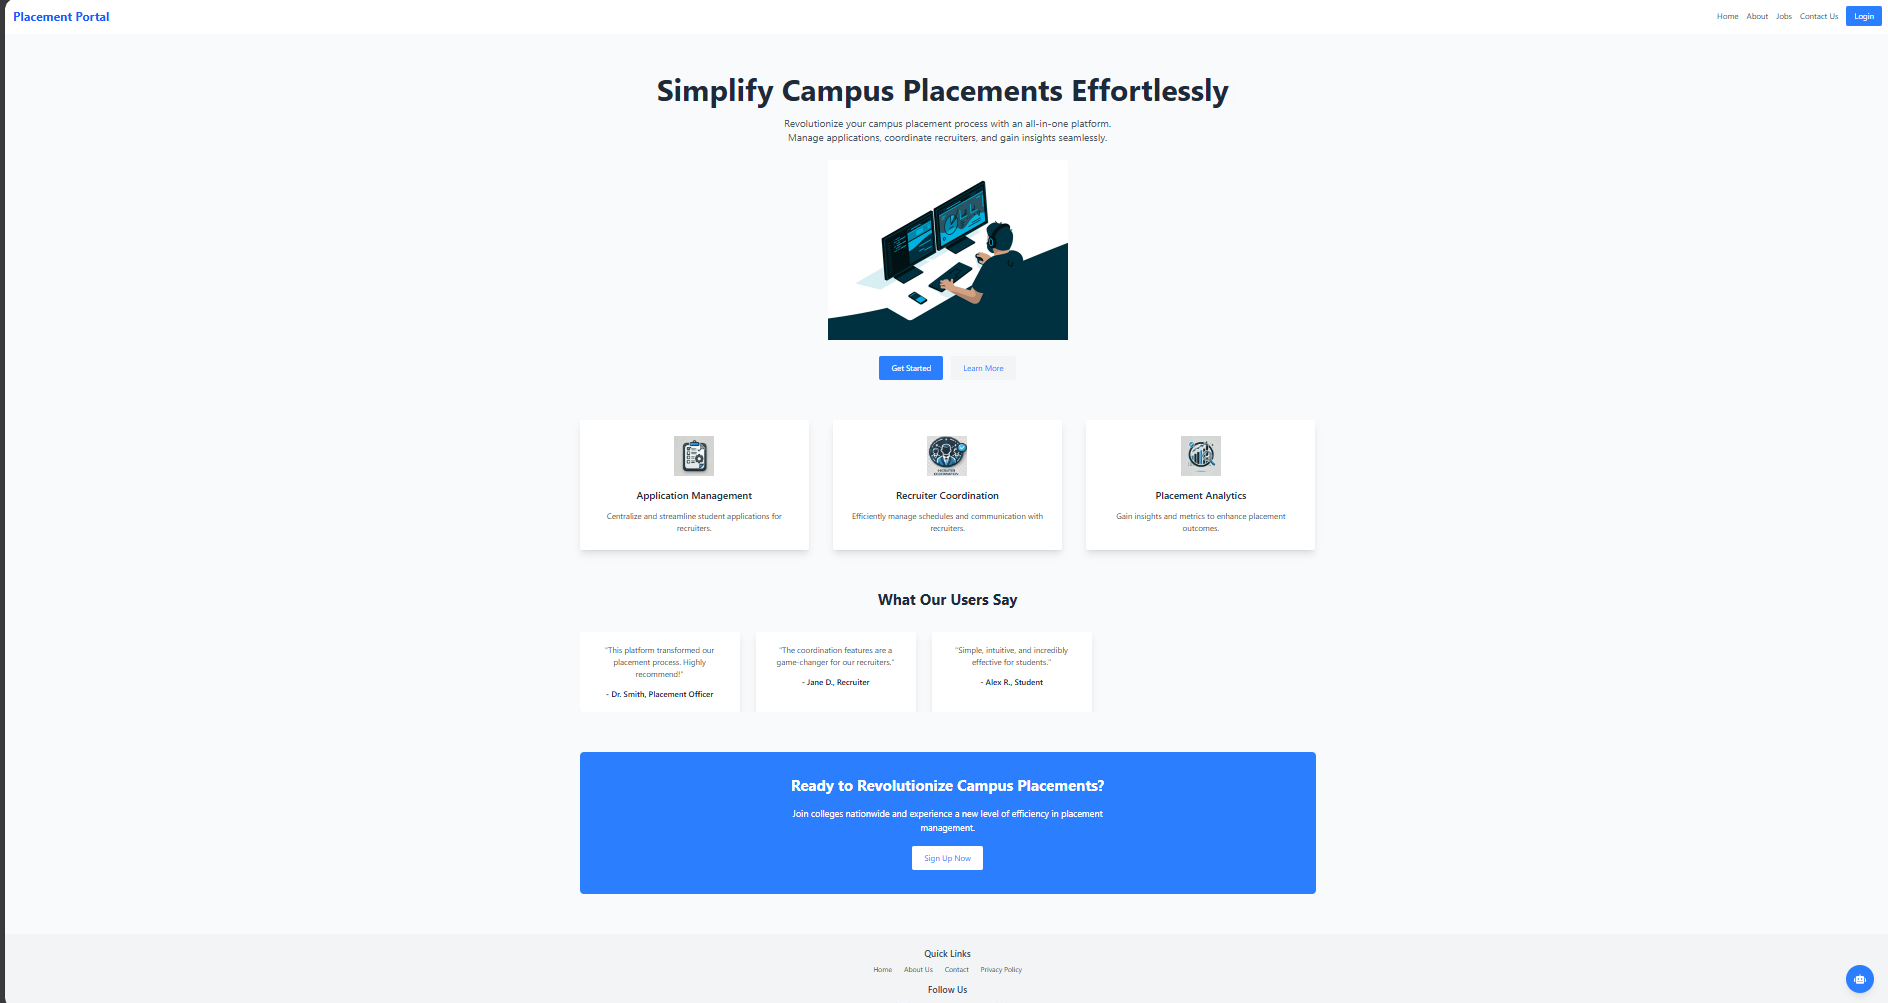 Placement Portal
Home About Jobs Contact Us Login
Simplify Campus Placements Effortlessly
Revolutionize your campus placement process with an all-in-one platform.
Manage applications, coordinate recruiters, and gain insights seamlessly.
Get Started Learn More
Application Management
Centralize and streamline student applications for
recruiters.
Recruiter Coordination
Efficiently manage schedules and communication with
recruiters.
Placement Analytics
Gain insights and metrics to enhance placement
outcomes.
What Our Users Say
"This platform transformed our
placement process. Highly
recommend!"
- Dr. Smith, Placement Officer
"The coordination features are a
game-changer for our recruiters."
- Jane D., Recruiter
"Simple, intuitive, and incredibly
effective for students."
- Alex R., Student
Ready to Revolutionize Campus Placements?
Join colleges nationwide and experience a new level of efficiency in placement
management.
Sign Up Now
Quick Links
Home About Us Contact Privacy Policy
Follow Us